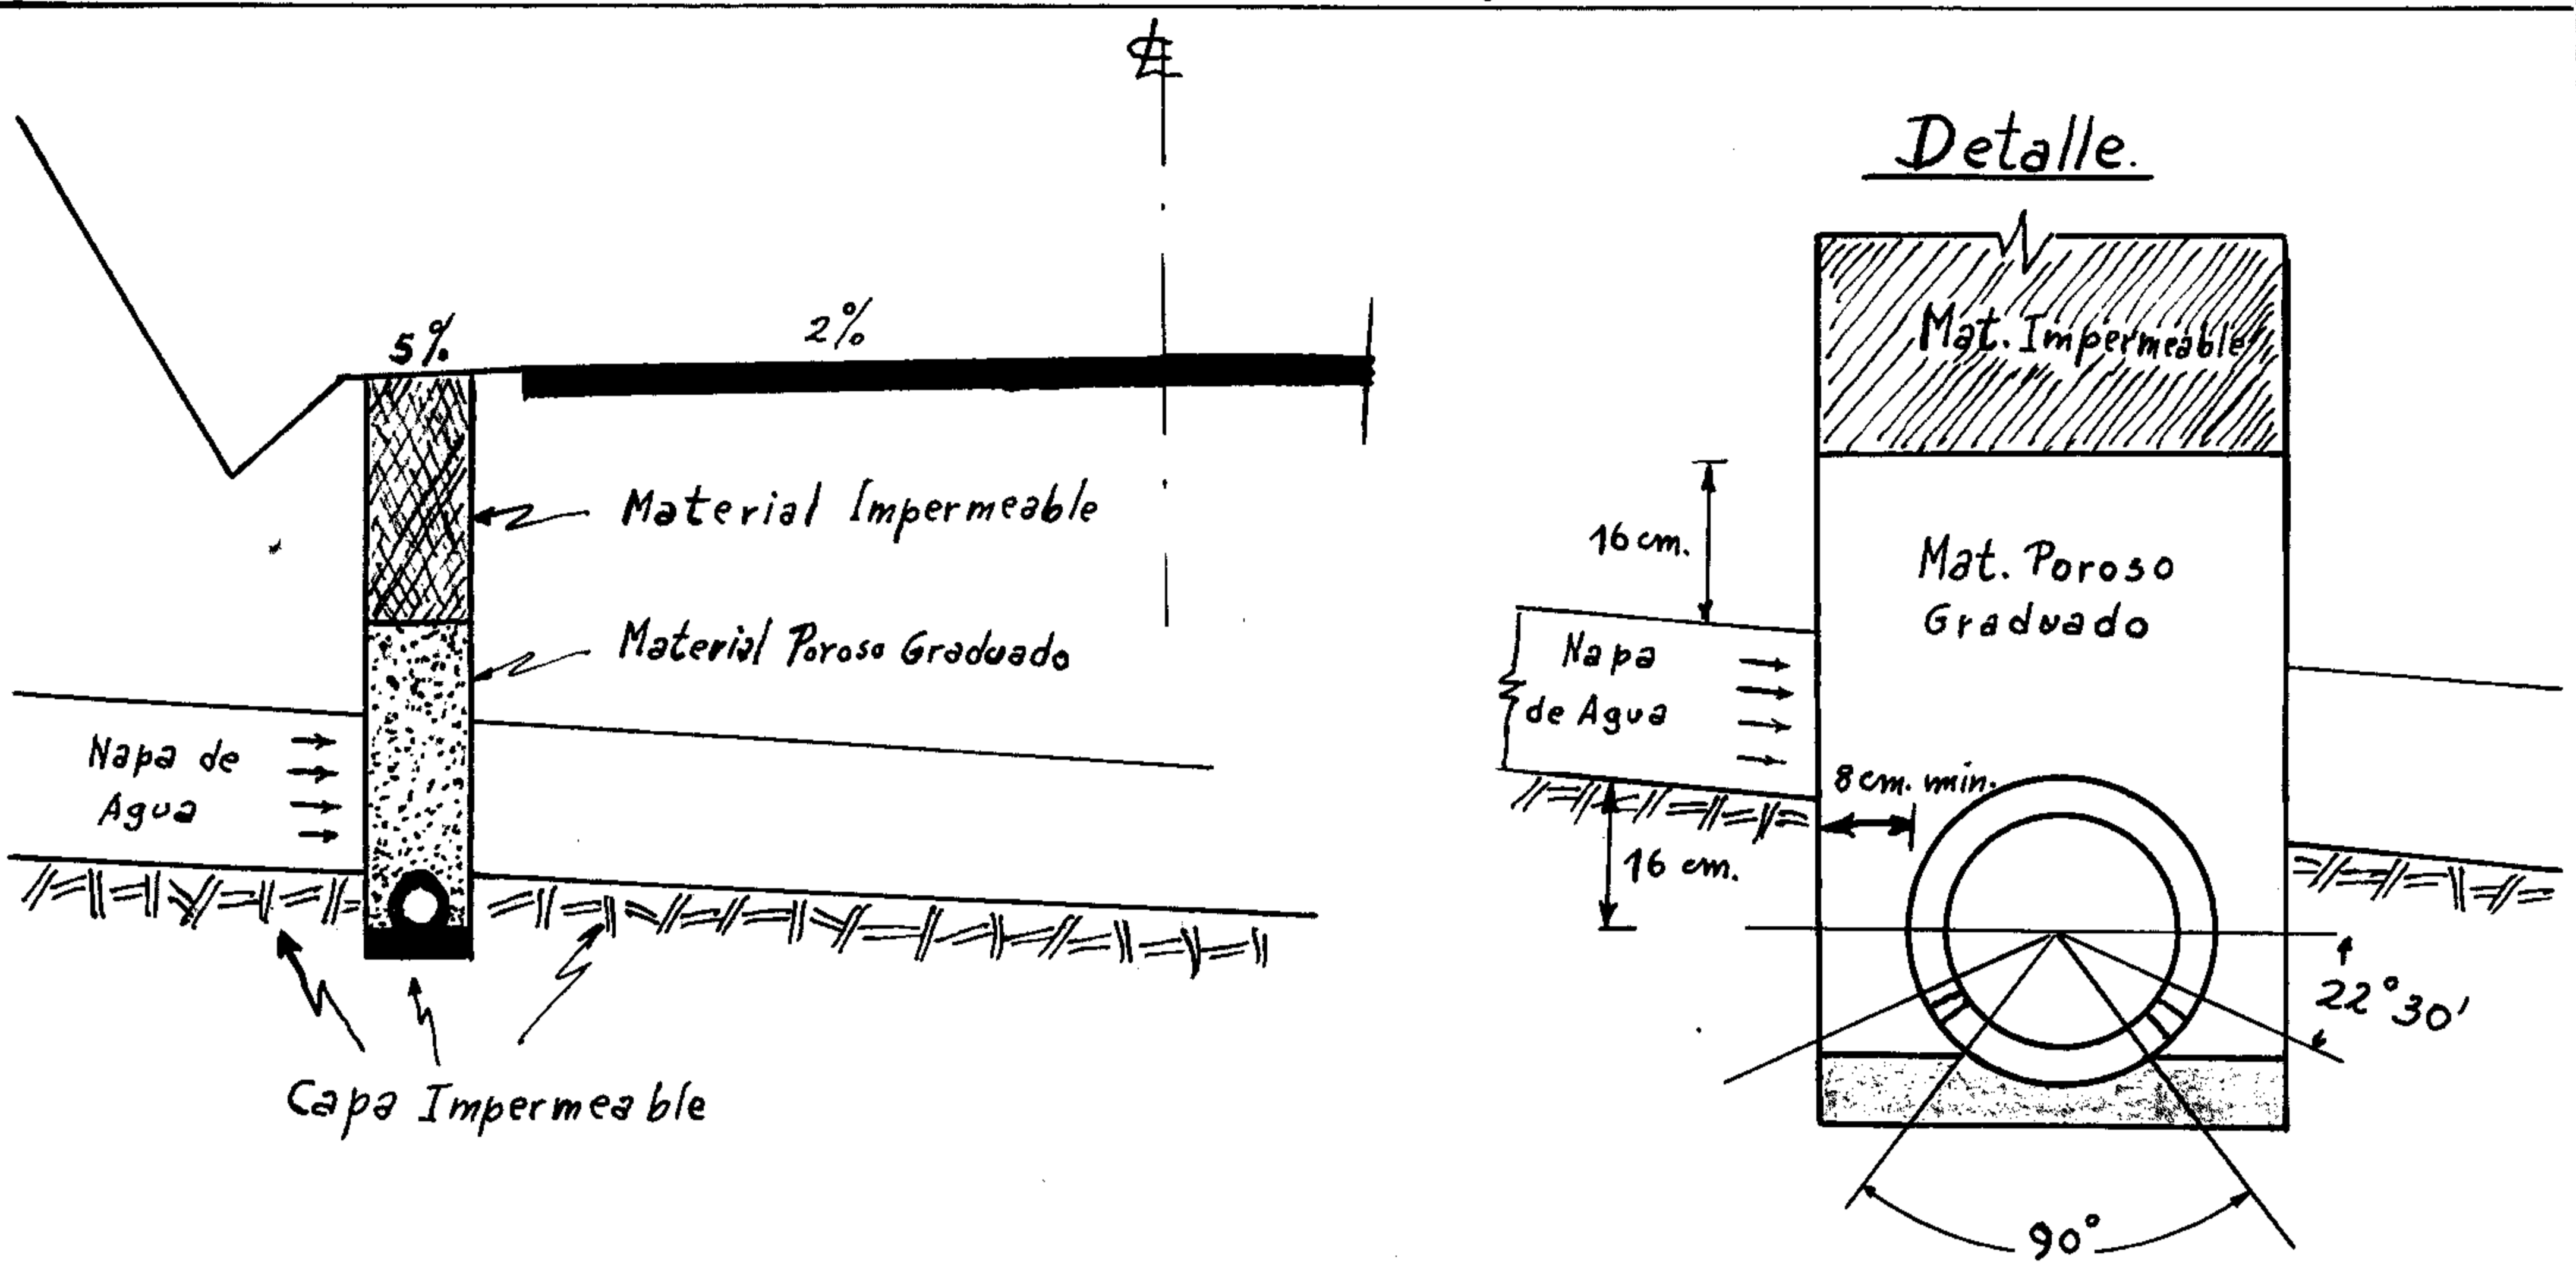 ℄
5%
2%
Material Impermeable
Material Poroso Graduado
Napa de
Agua
Capa Impermeable
Detalle.
Mat. Impermeable
16 cm.
Mat. Poroso
Graduado
Napa
de Agua
8 cm. min.
16 cm.
22°30'
90°